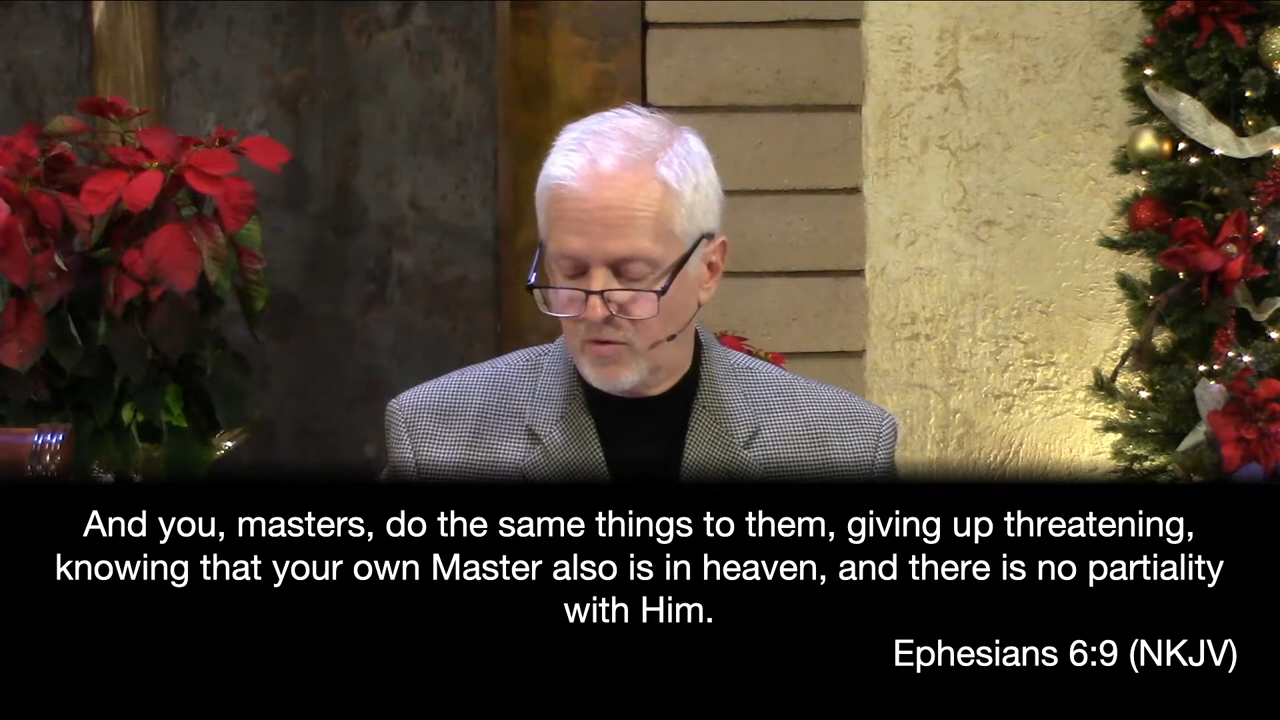 And you, masters, do the same things to them, giving up threatening,
knowing that your own Master also is in heaven, and there is no partiality
with Him.
Ephesians 6:9 (NKJV)